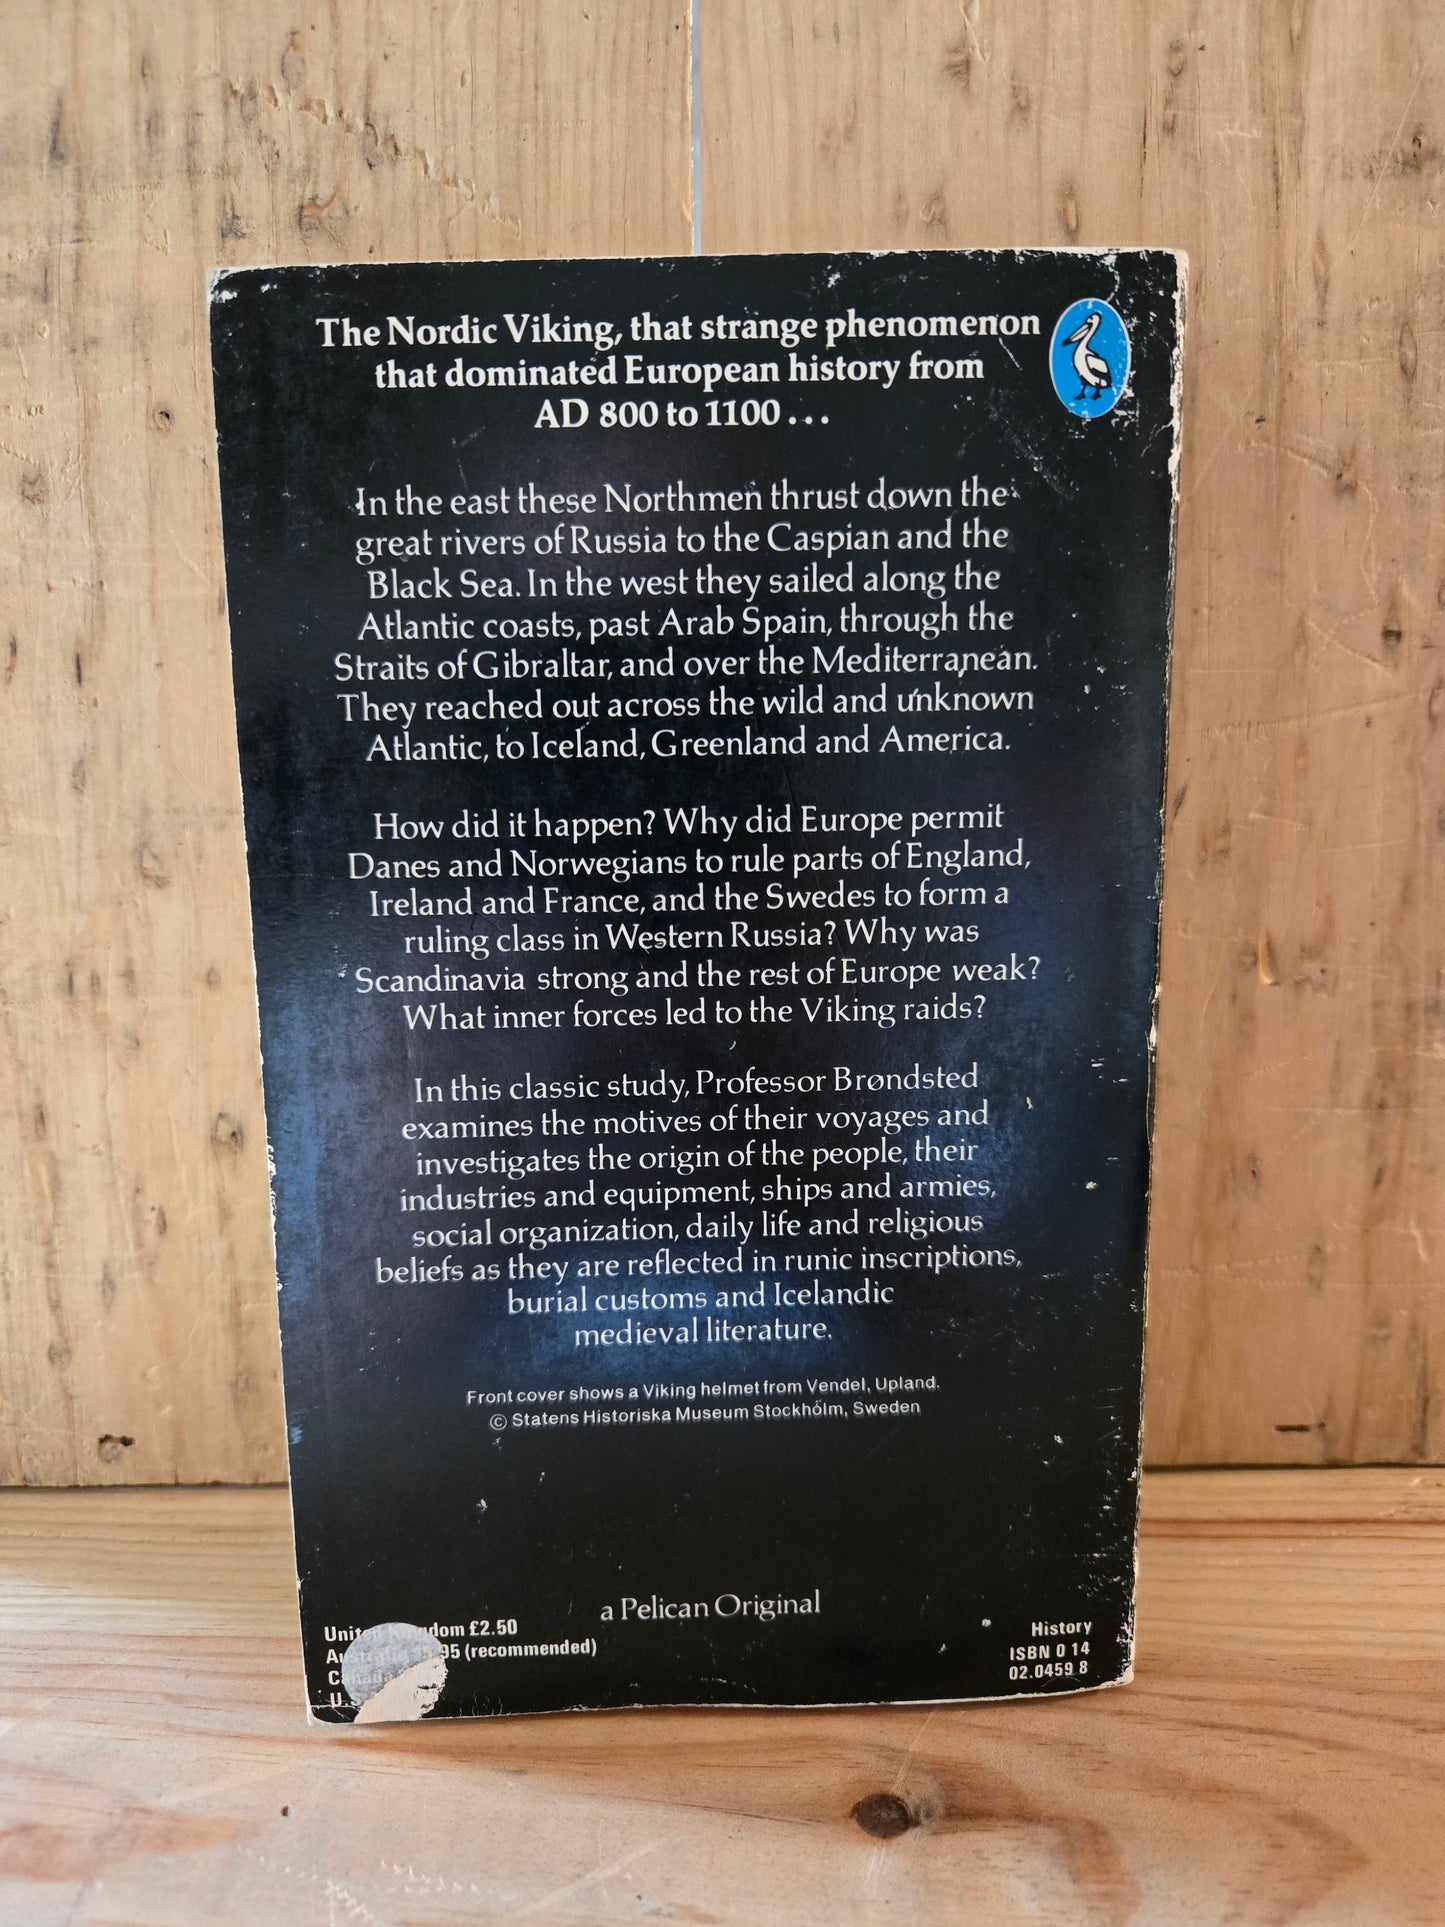 The Nordic Viking, that strange phenomenon
that dominated European history from
AD 800 to 1100...
In the east these Northmen thrust down the
great rivers of Russia to the Caspian and the
Black Sea. In the west they sailed along the
Atlantic coasts, past Arab Spain, through the
Straits of Gibraltar, and over the Mediterranean.
They reached out across the wild and unknown
Atlantic, to Iceland, Greenland and America.
How did it happen? Why did Europe permit
Danes and Norwegians to rule parts of England,
Ireland and France, and the Swedes to form a
ruling class in Western Russia? Why was
Scandinavia strong and the rest of Europe weak?
What inner forces led to the Viking raids?
In this classic study, Professor Brøndsted
examines the motives of their voyages and
investigates the origin of the people, their
industries and equipment, ships and armies,
social organization, daily life and religious
beliefs as they are reflected in runic inscriptions,
burial customs and Icelandic
medieval literature.
Front cover shows a Viking helmet from Vendel, Upland.
© Statens Historiska Museum Stockholm, Sweden
a Pelican Original
United Kingdom £2.50
Australia (recommended)
Canada
U.S.
History
ISBN 0 14
02.0459 8